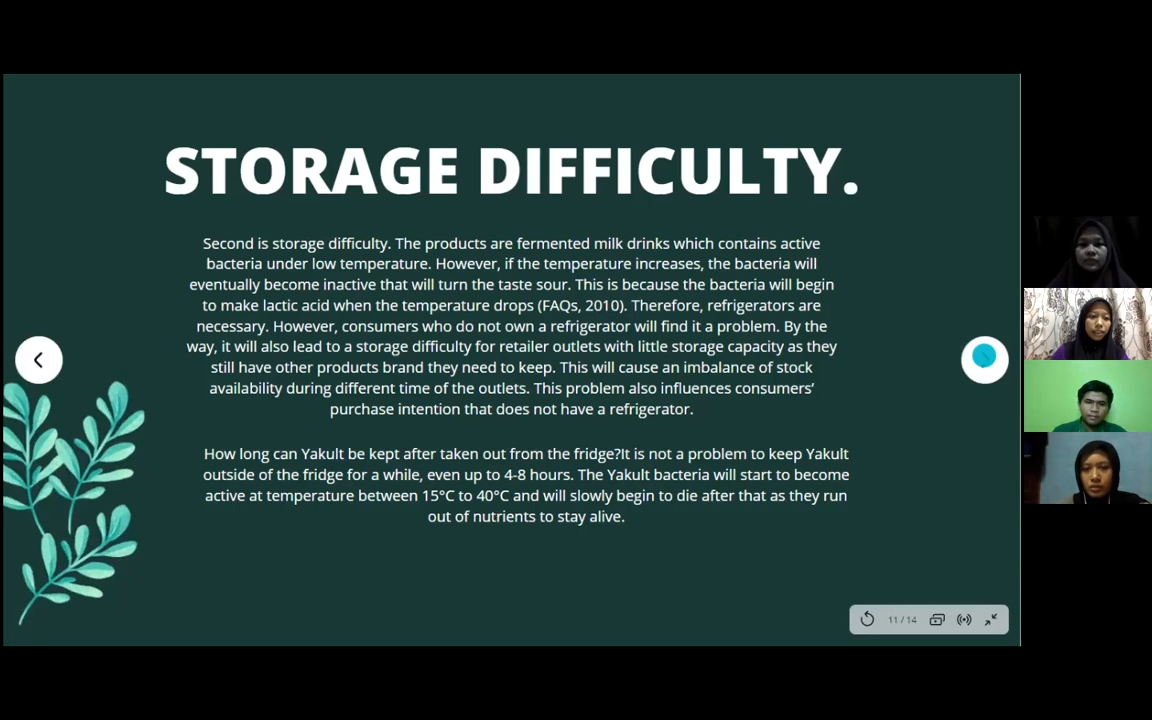 STORAGE DIFFICULTY.
Second is storage difficulty. The products are fermented milk drinks which contains active
bacteria under low temperature. However, if the temperature increases, the bacteria will
eventually become inactive that will turn the taste sour. This is because the bacteria will begin
to make lactic acid when the temperature drops (FAQs, 2010). Therefore, refrigerators are
necessary. However, consumers who do not own a refrigerator will find it a problem. By the
way, it will also lead to a storage difficulty for retailer outlets with little storage capacity as they
still have other products brand they need to keep. This will cause an imbalance of stock
availability during different time of the outlets. This problem also influences consumers’
purchase intention that does not have a refrigerator.
How long can Yakult be kept after taken out from the fridge?It is not a problem to keep Yakult
outside of the fridge for a while, even up to 4-8 hours. The Yakult bacteria will start to become
active at temperature between 15°C to 40°C and will slowly begin to die after that as they run
out of nutrients to stay alive.
11 / 14